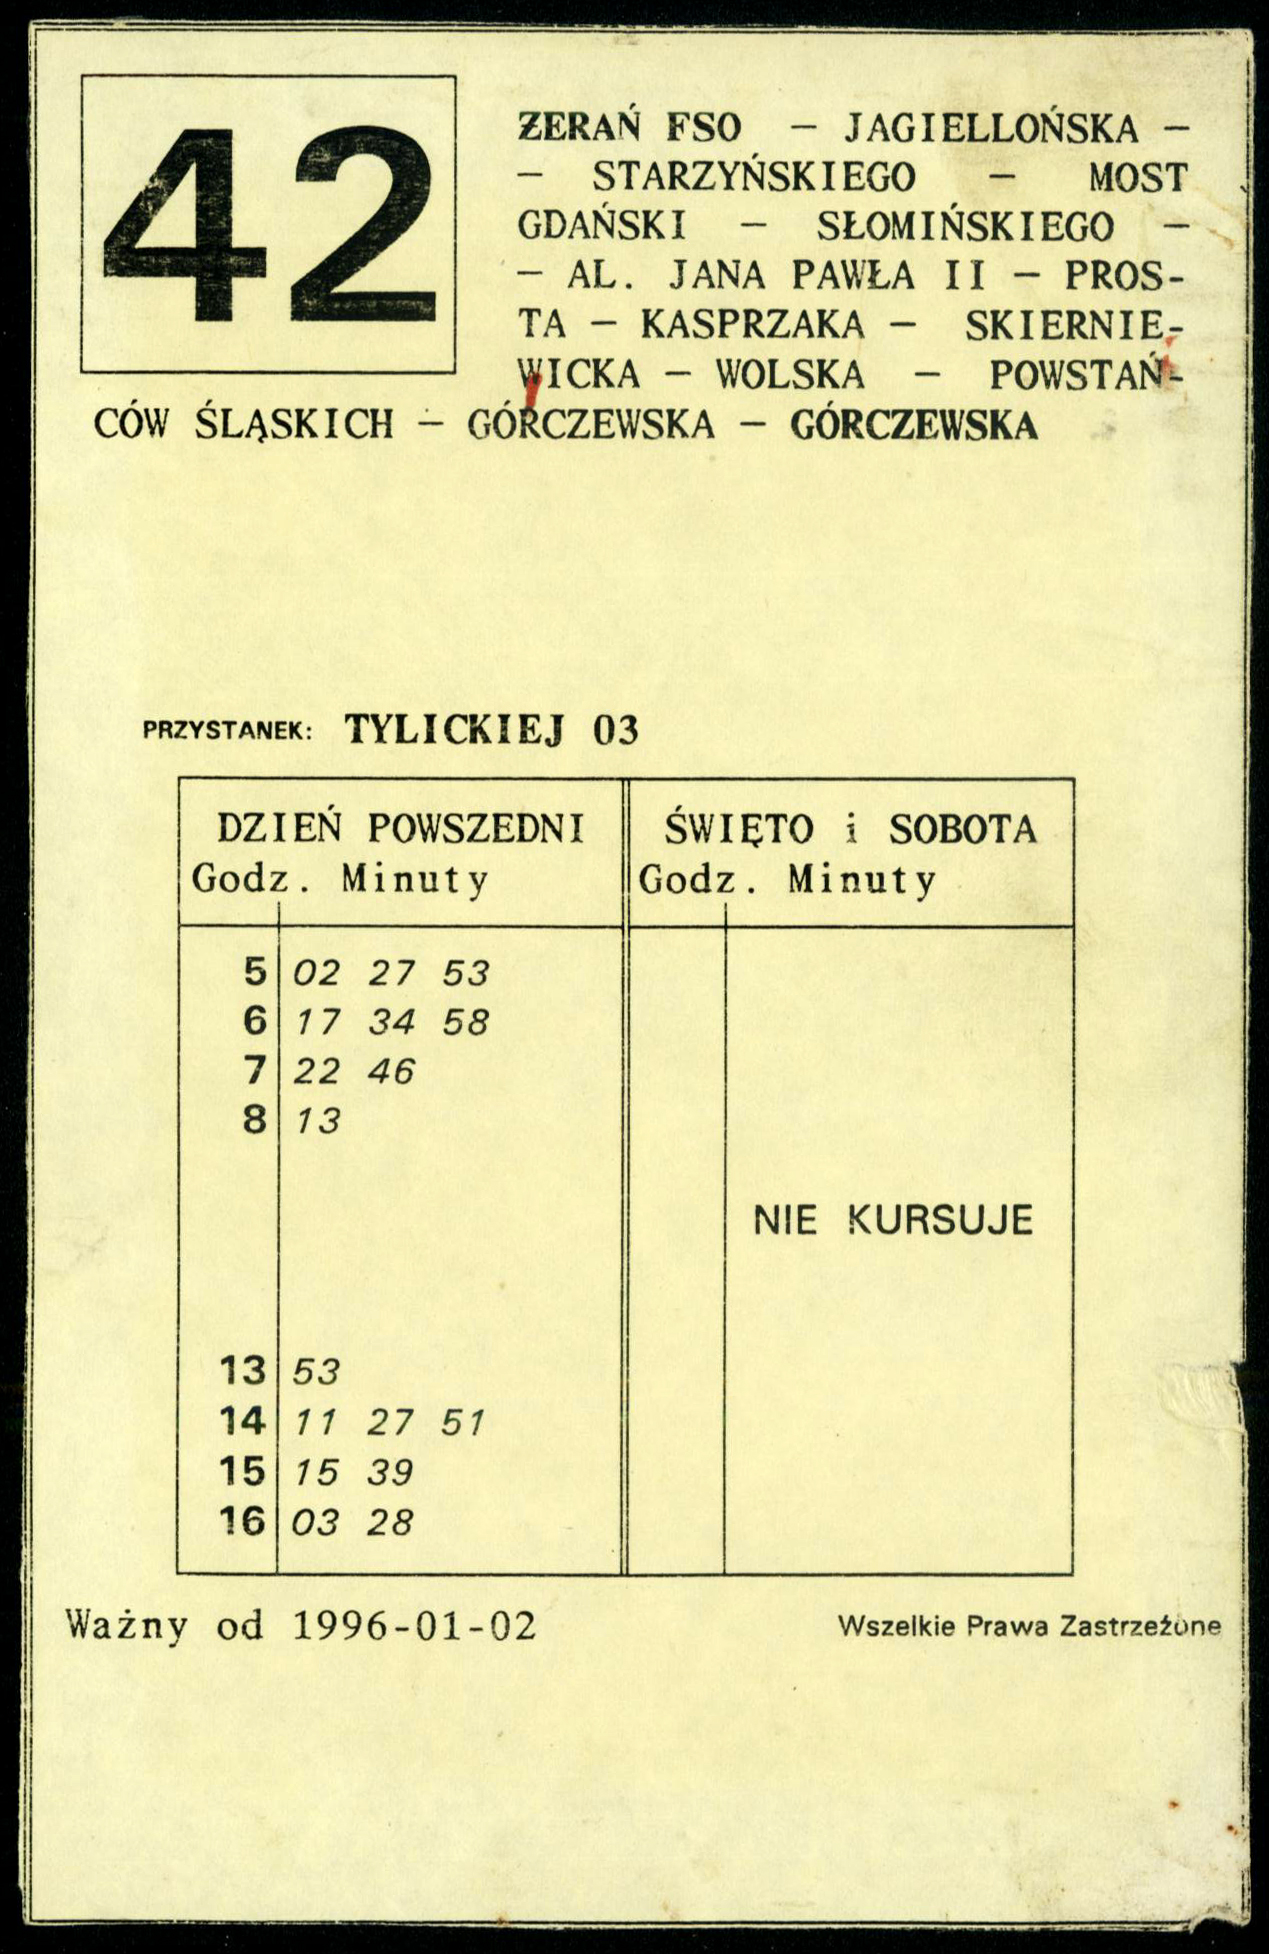 42
ŻERAŃ FSO – JAGIELLOŃSKA –
– STARZYŃSKIEGO – MOST
GDAŃSKI – SŁOMIŃSKIEGO –
– AL. JANA PAWŁA II – PROS-
TA – KASPRZAKA – SKIERNIE-
WICKA – WOLSKA – POWSTAŃ-
CÓW ŚLĄSKICH – GÓRCZEWSKA – GÓRCZEWSKA
PRZYSTANEK: TYLICKIEJ 03
DZIEŃ POWSZEDNI ŚWIĘTO i SOBOTA
Godz. Minuty Godz. Minuty
5 02 27 53
6 17 34 58
7 22 46
8 13
NIE KURSUJE
13 53
14 11 27 51
15 15 39
16 03 28
Ważny od 1996-01-02 Wszelkie Prawa Zastrzeżone